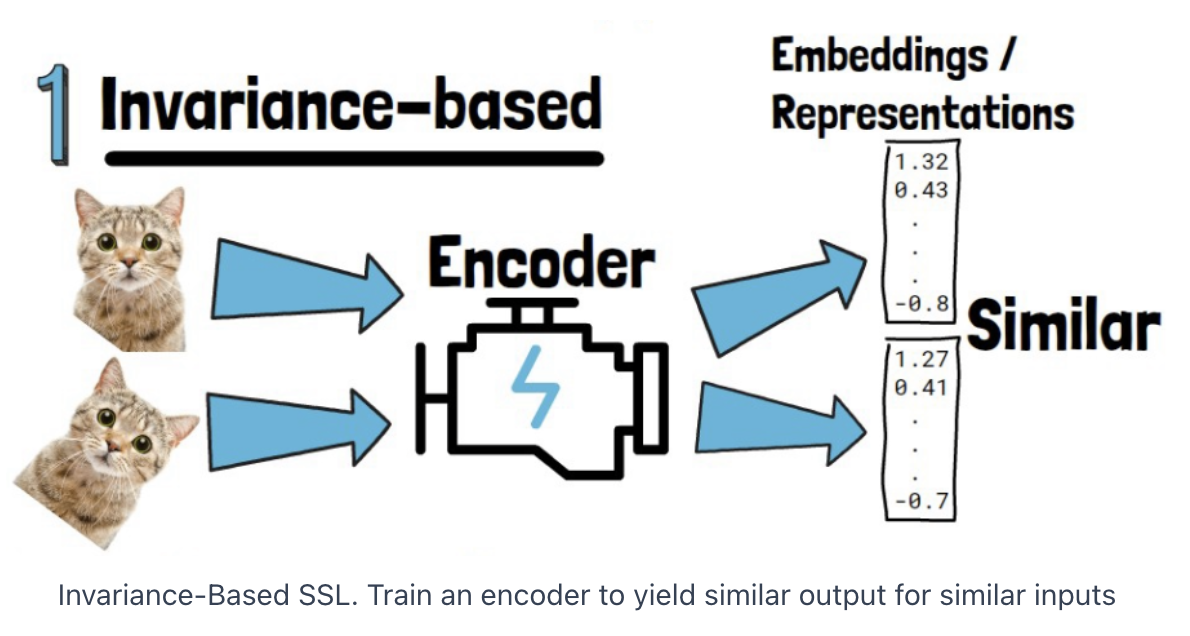 1 Invariance-based
Embeddings /
Representations
Encoder
1.32
0.43
.
.
.
-0.8
Similar
1.27
0.41
.
.
.
-0.7
Invariance-Based SSL. Train an encoder to yield similar output for similar inputs